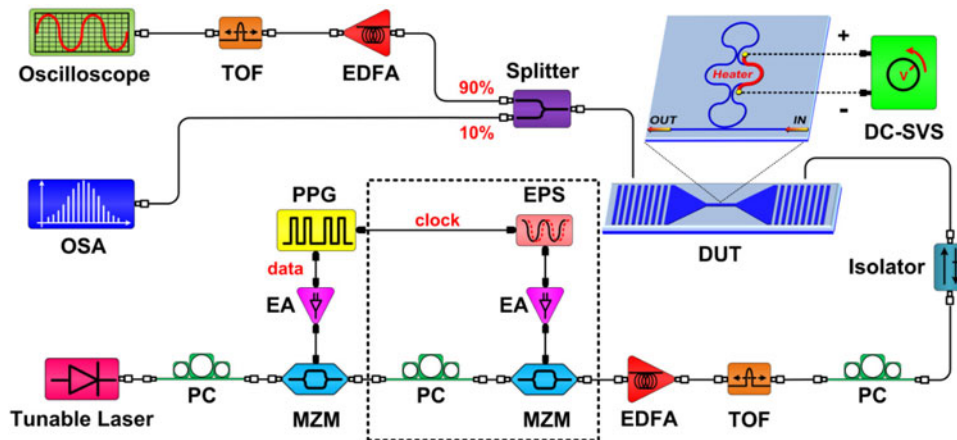 Oscilloscope
TOF
EDFA
90%
Splitter
10%
OSA
Heater
OUT
IN
+
-
V
DC-SVS
DUT
Isolator
PPG
clock
EPS
data
EA
EA
Tunable Laser
PC
MZM
PC
MZM
EDFA
TOF
PC